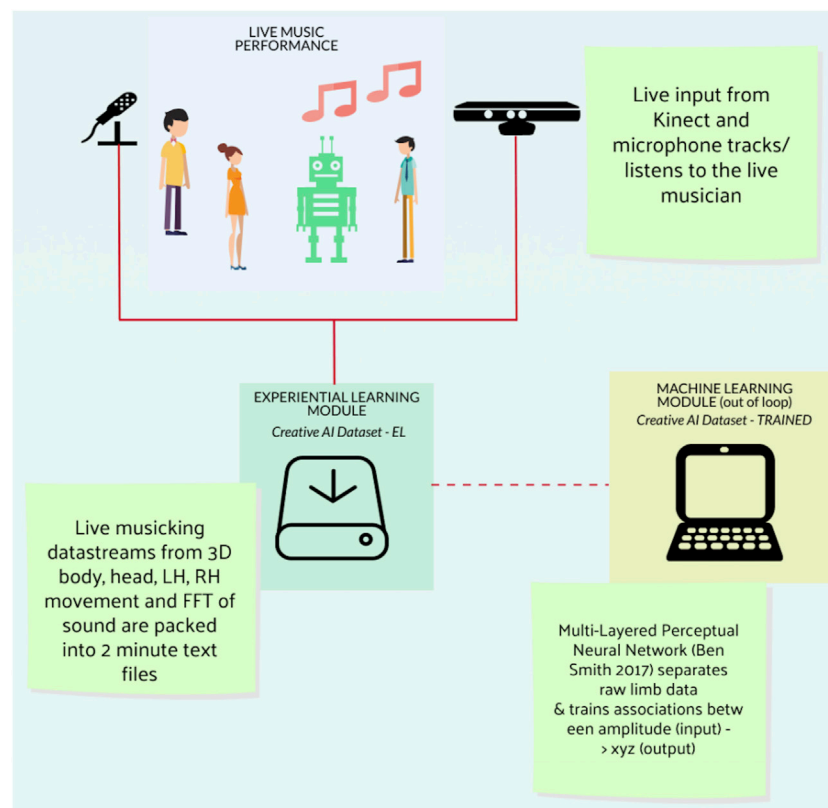 LIVE MUSIC
PERFORMANCE
Live input from
Kinect and
microphone tracks/
listens to the live
musician
EXPERIENTIAL LEARNING
MODULE
Creative AI Dataset - EL
MACHINE LEARNING
MODULE (out of loop)
Creative AI Dataset - TRAINED
Live musicking
datastreams from 3D
body, head, LH, RH
movement and FFT of
sound are packed
into 2 minute text
files
Multi-Layered Perceptual
Neural Network (Ben
Smith 2017) separates
raw limb data
& trains associations betw
een amplitude (input) -
> xyz (output)